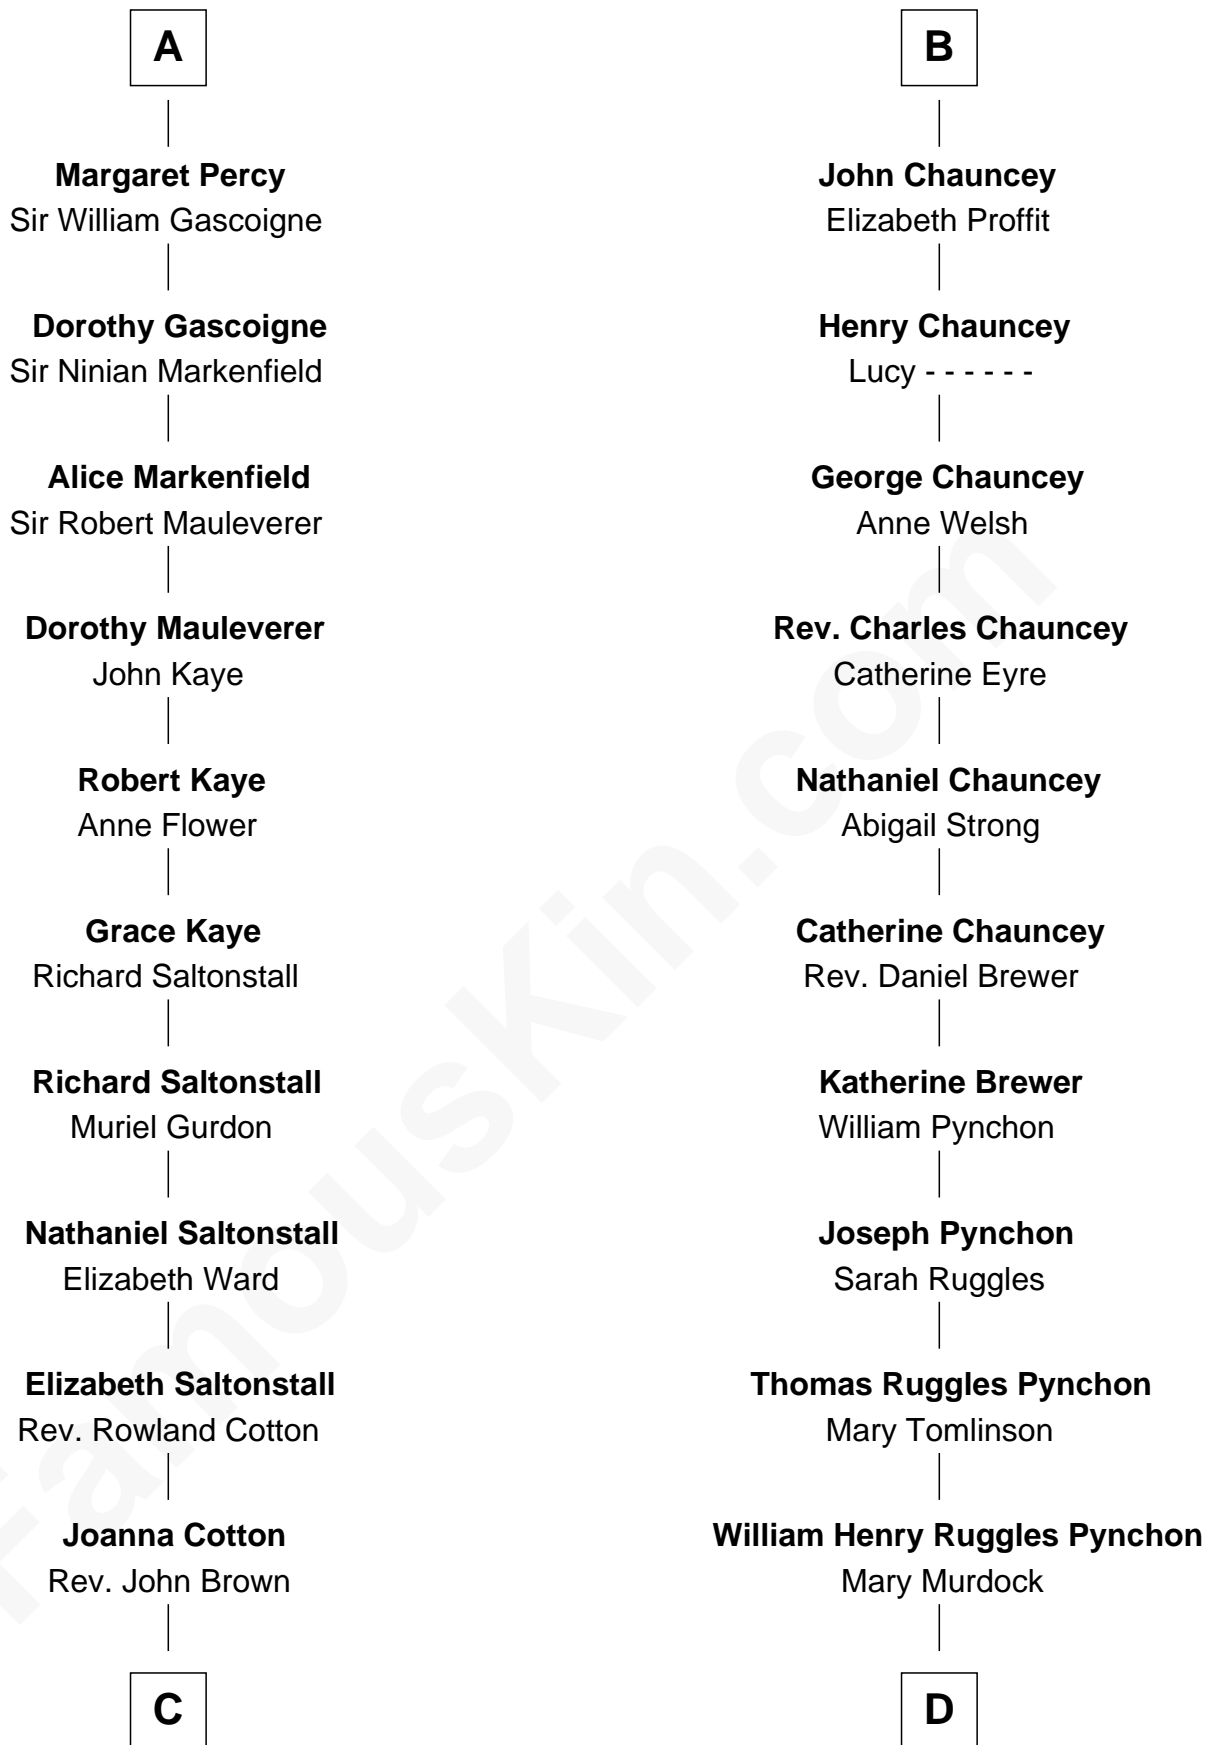 A
Margaret Percy
Sir William Gascoigne
Dorothy Gascoigne
Sir Ninian Markenfield
Alice Markenfield
Sir Robert Mauleverer
Dorothy Mauleverer
John Kaye
Robert Kaye
Anne Flower
Grace Kaye
Richard Saltonstall
Richard Saltonstall
Muriel Gurdon
Nathaniel Saltonstall
Elizabeth Ward
Elizabeth Saltonstall
Rev. Rowland Cotton
Joanna Cotton
Rev. John Brown
C
B
John Chauncey
Elizabeth Proffit
Henry Chauncey
Lucy - - - - - -
George Chauncey
Anne Welsh
Rev. Charles Chauncey
Catherine Eyre
Nathaniel Chauncey
Abigail Strong
Catherine Chauncey
Rev. Daniel Brewer
Katherine Brewer
William Pynchon
Joseph Pynchon
Sarah Ruggles
Thomas Ruggles Pynchon
Mary Tomlinson
William Henry Ruggles Pynchon
Mary Murdock
D
FamousKin.com